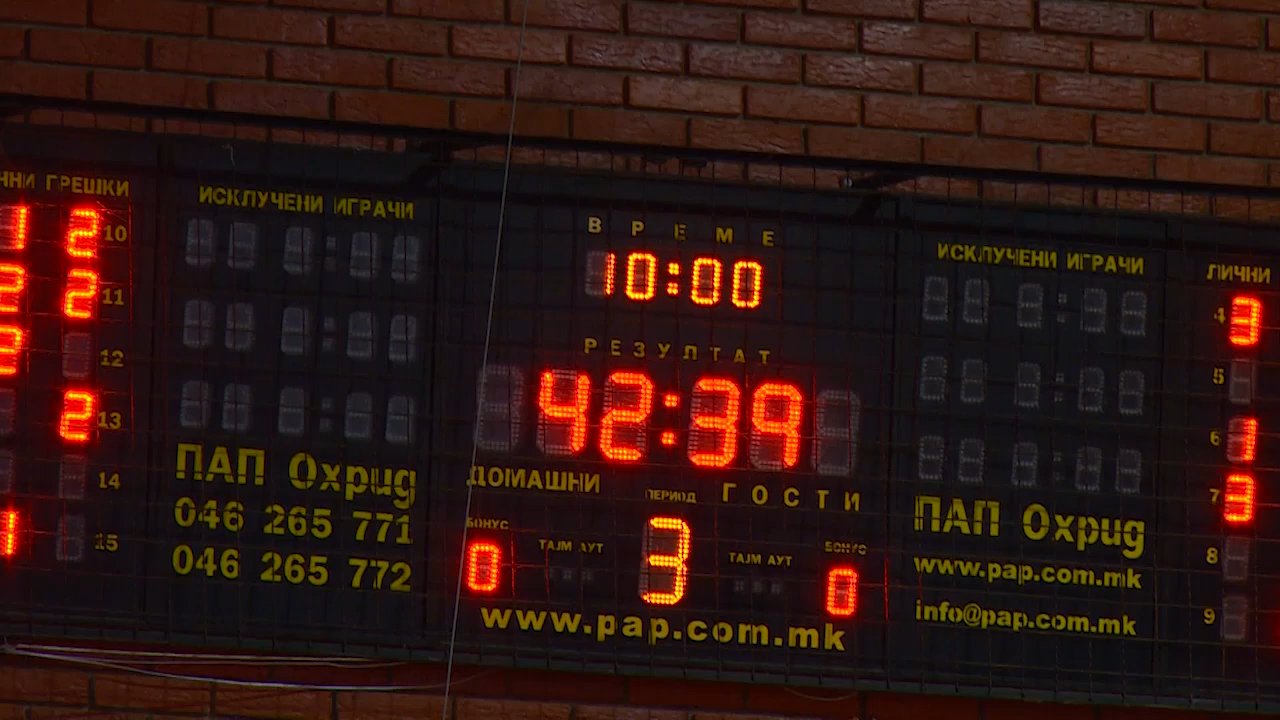 ЧНИ ГРЕШКИ
1 2 10
2 2 11
2 12
2 13
14
1 15
ИСКЛУЧЕНИ ИГРАЧИ
ПАП Охрид
046 265 771
046 265 772
ВРЕМЕ
10:00
РЕЗУЛТАТ
42:39
ДОМАШНИ
ПЕРИОД
ГОСТИ
БОНУС
ТАЈМ АУТ
3
ТАЈМ АУТ
БОНУС
0
0
www.pap.com.mk
ИСКЛУЧЕНИ ИГРАЧИ
ПАП Охрид
www.pap.com.mk
info@pap.com.mk
ЛИЧНИ
4 3
5
6 1
7 3
8
9